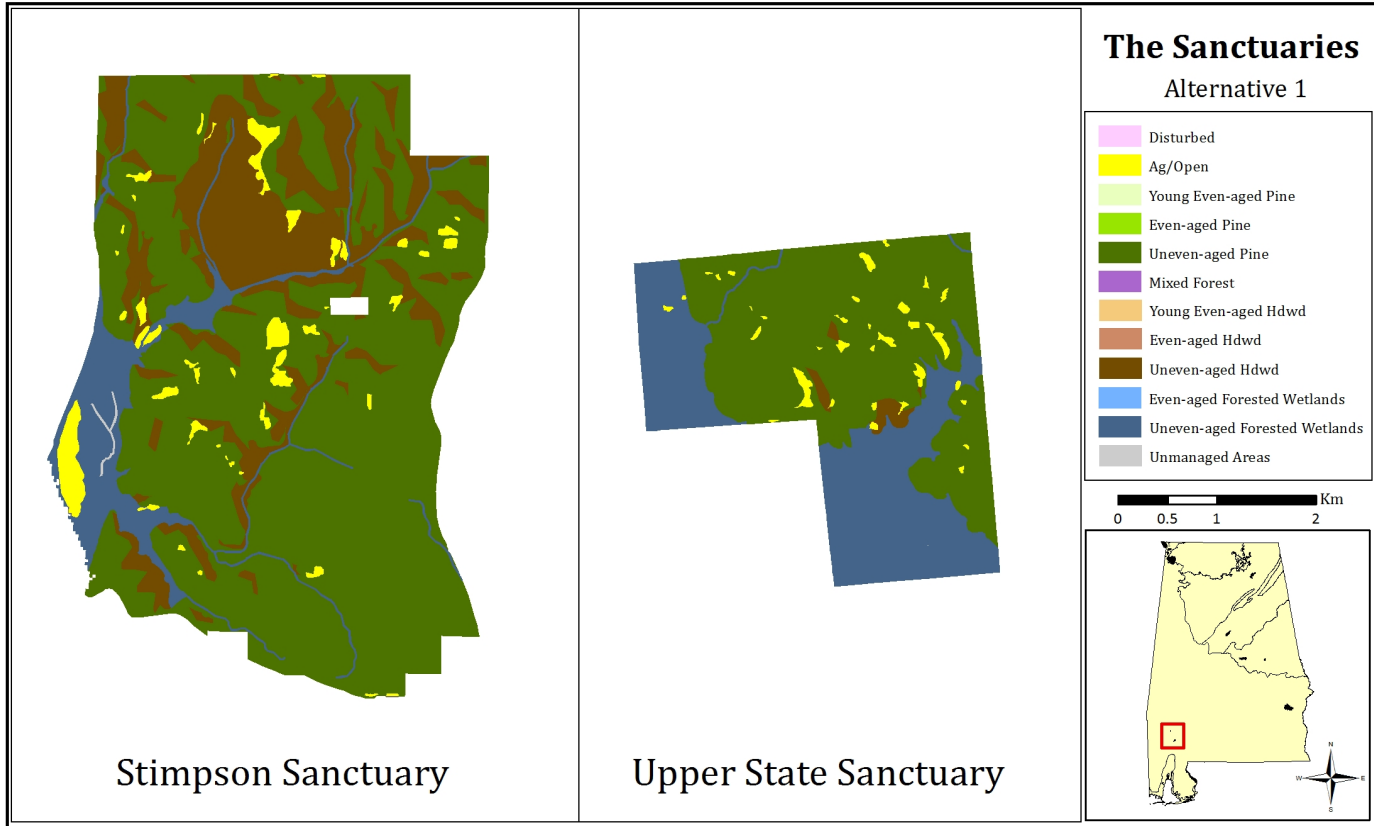 The Sanctuaries
Alternative 1
Disturbed
Ag/Open
Young Even-aged Pine
Even-aged Pine
Uneven-aged Pine
Mixed Forest
Young Even-aged Hdwd
Even-aged Hdwd
Uneven-aged Hdwd
Even-aged Forested Wetlands
Uneven-aged Forested Wetlands
Unmanaged Areas
Km
0 0.5 1 2
N
W E
S
Stimpson Sanctuary
Upper State Sanctuary